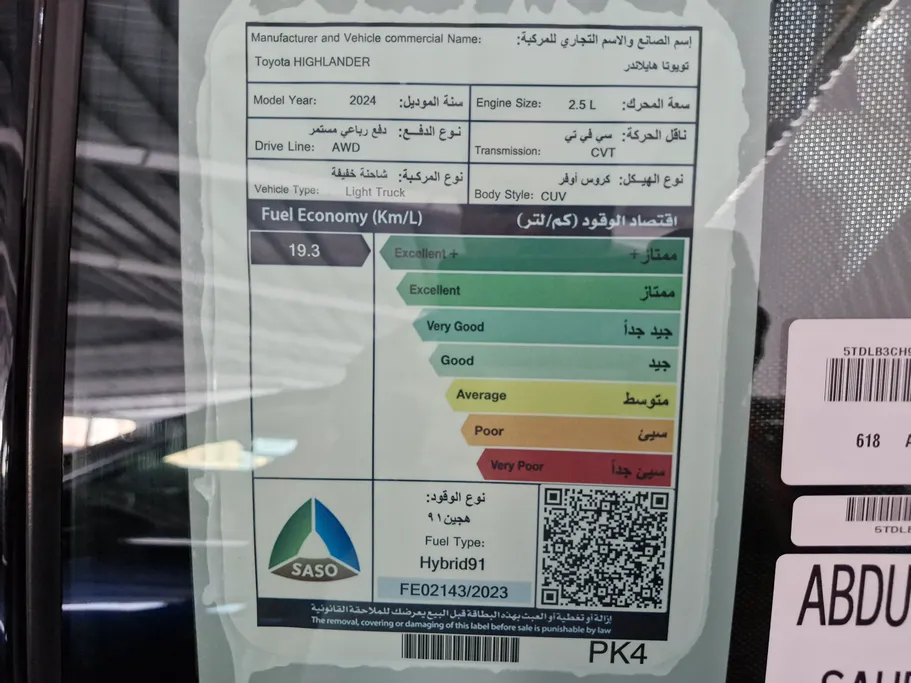 Manufacturer and Vehicle commercial Name: إسم الصانع والاسم التجاري للمركبة:
Toyota HIGHLANDER تويوتا هايلاندر
Model Year: 2024 سنة الموديل:
Engine Size: 2.5 L سعة المحرك:
نوع الدفـــع: دفع رباعي مستمر
Drive Line: AWD
ناقل الحركة: سي في تي
Transmission: CVT
نوع المركبة: شاحنة خفيفة
Vehicle Type: Light Truck
نوع الهيـكل: كروس أوفر
Body Style: CUV
Fuel Economy (Km/L) اقتصاد الوقود (كم/لتر)
19.3
Excellent + ممتاز+
Excellent ممتاز
Very Good جيد جداً
Good جيد
Average متوسط
Poor سيئ
Very Poor سيئ جداً
SASO
نوع الوقود:
هجين٩١
Fuel Type:
Hybrid91
FE02143/2023
إزالة أو تغطية أو العبث بهذه البطاقة قبل البيع يعرضك للملاحقة القانونية
The removal, covering or damaging of this label before sale is punishable by law
PK4
5TDLB3CH
618
5TDL
ABDU